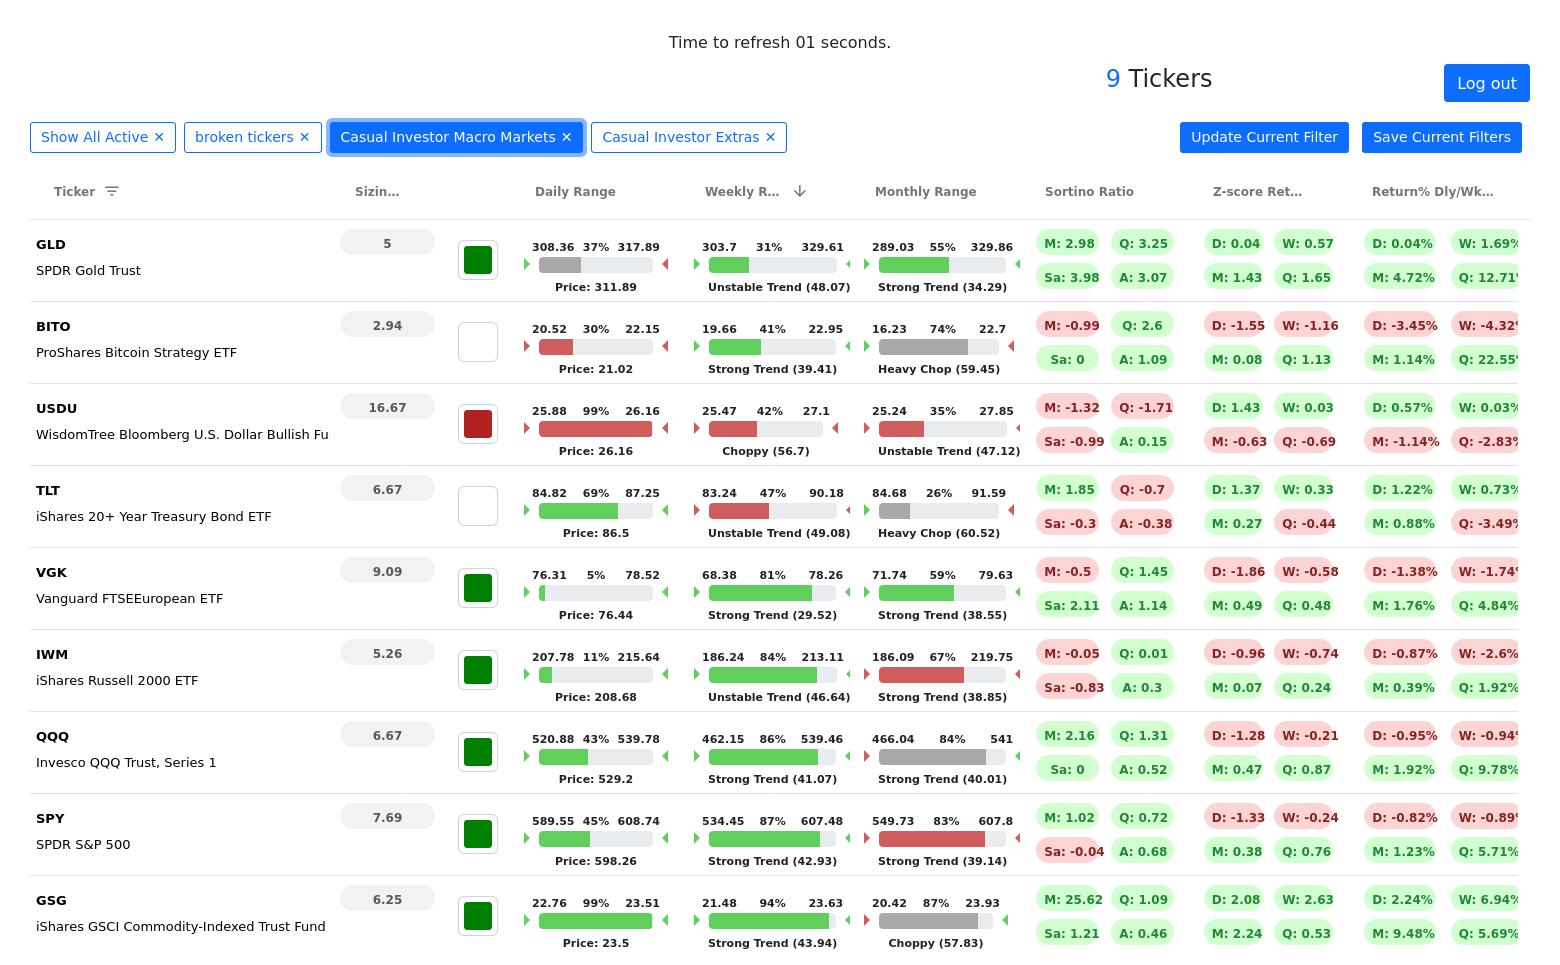 Time to refresh 01 seconds.
9 Tickers
Log out
Show All Active ✕ broken tickers ✕ Casual Investor Macro Markets ✕ Casual Investor Extras ✕ Update Current Filter Save Current Filters
Ticker Sizin... Daily Range Weekly R... Monthly Range Sortino Ratio Z-score Ret... Return% Dly/Wk...
GLD 5 308.36 37% 317.89 303.7 31% 329.61 289.03 55% 329.86 M: 2.98 Q: 3.25 D: 0.04 W: 0.57 D: 0.04% W: 1.69%
SPDR Gold Trust Price: 311.89 Unstable Trend (48.07) Strong Trend (34.29) Sa: 3.98 A: 3.07 M: 1.43 Q: 1.65 M: 4.72% Q: 12.71%
BITO 2.94 20.52 30% 22.15 19.66 41% 22.95 16.23 74% 22.7 M: -0.99 Q: 2.6 D: -1.55 W: -1.16 D: -3.45% W: -4.32%
ProShares Bitcoin Strategy ETF Price: 21.02 Strong Trend (39.41) Heavy Chop (59.45) Sa: 0 A: 1.09 M: 0.08 Q: 1.13 M: 1.14% Q: 22.55%
USDU 16.67 25.88 99% 26.16 25.47 42% 27.1 25.24 35% 27.85 M: -1.32 Q: -1.71 D: 1.43 W: 0.03 D: 0.57% W: 0.03%
WisdomTree Bloomberg U.S. Dollar Bullish Fu Price: 26.16 Choppy (56.7) Unstable Trend (47.12) Sa: -0.99 A: 0.15 M: -0.63 Q: -0.69 M: -1.14% Q: -2.83%
TLT 6.67 84.82 69% 87.25 83.24 47% 90.18 84.68 26% 91.59 M: 1.85 Q: -0.7 D: 1.37 W: 0.33 D: 1.22% W: 0.73%
iShares 20+ Year Treasury Bond ETF Price: 86.5 Unstable Trend (49.08) Heavy Chop (60.52) Sa: -0.3 A: -0.38 M: 0.27 Q: -0.44 M: 0.88% Q: -3.49%
VGK 9.09 76.31 5% 78.52 68.38 81% 78.26 71.74 59% 79.63 M: -0.5 Q: 1.45 D: -1.86 W: -0.58 D: -1.38% W: -1.74%
Vanguard FTSEEuropean ETF Price: 76.44 Strong Trend (29.52) Strong Trend (38.55) Sa: 2.11 A: 1.14 M: 0.49 Q: 0.48 M: 1.76% Q: 4.84%
IWM 5.26 207.78 11% 215.64 186.24 84% 213.11 186.09 67% 219.75 M: -0.05 Q: 0.01 D: -0.96 W: -0.74 D: -0.87% W: -2.6%
iShares Russell 2000 ETF Price: 208.68 Unstable Trend (46.64) Strong Trend (38.85) Sa: -0.83 A: 0.3 M: 0.07 Q: 0.24 M: 0.39% Q: 1.92%
QQQ 6.67 520.88 43% 539.78 462.15 86% 539.46 466.04 84% 541 M: 2.16 Q: 1.31 D: -1.28 W: -0.21 D: -0.95% W: -0.94%
Invesco QQQ Trust, Series 1 Price: 529.2 Strong Trend (41.07) Strong Trend (40.01) Sa: 0 A: 0.52 M: 0.47 Q: 0.87 M: 1.92% Q: 9.78%
SPY 7.69 589.55 45% 608.74 534.45 87% 607.48 549.73 83% 607.8 M: 1.02 Q: 0.72 D: -1.33 W: -0.24 D: -0.82% W: -0.89%
SPDR S&P 500 Price: 598.26 Strong Trend (42.93) Strong Trend (39.14) Sa: -0.04 A: 0.68 M: 0.38 Q: 0.76 M: 1.23% Q: 5.71%
GSG 6.25 22.76 99% 23.51 21.48 94% 23.63 20.42 87% 23.93 M: 25.62 Q: 1.09 D: 2.08 W: 2.63 D: 2.24% W: 6.94%
iShares GSCI Commodity-Indexed Trust Fund Price: 23.5 Strong Trend (43.94) Choppy (57.83) Sa: 1.21 A: 0.46 M: 2.24 Q: 0.53 M: 9.48% Q: 5.69%